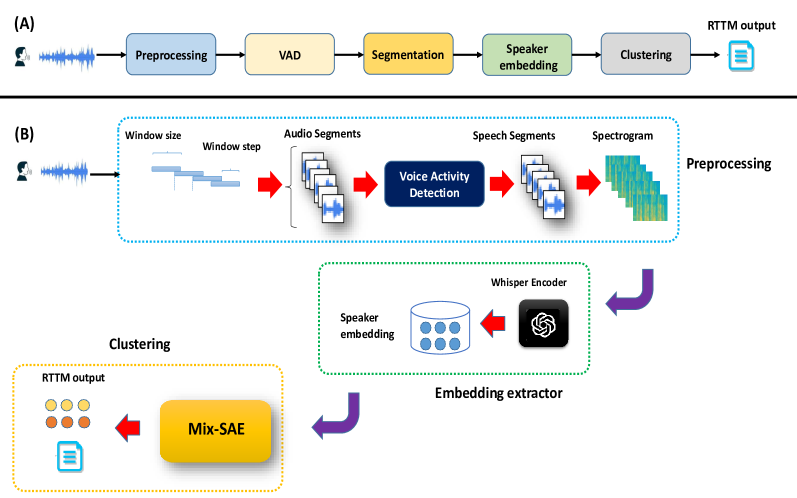 (A)
RTTM output
Preprocessing
VAD
Segmentation
Speaker
embedding
Clustering
(B)
Window size
Window step
Audio Segments
Voice Activity
Detection
Speech Segments
Spectrogram
Preprocessing
Whisper Encoder
Speaker
embedding
Embedding extractor
Clustering
RTTM output
Mix-SAE